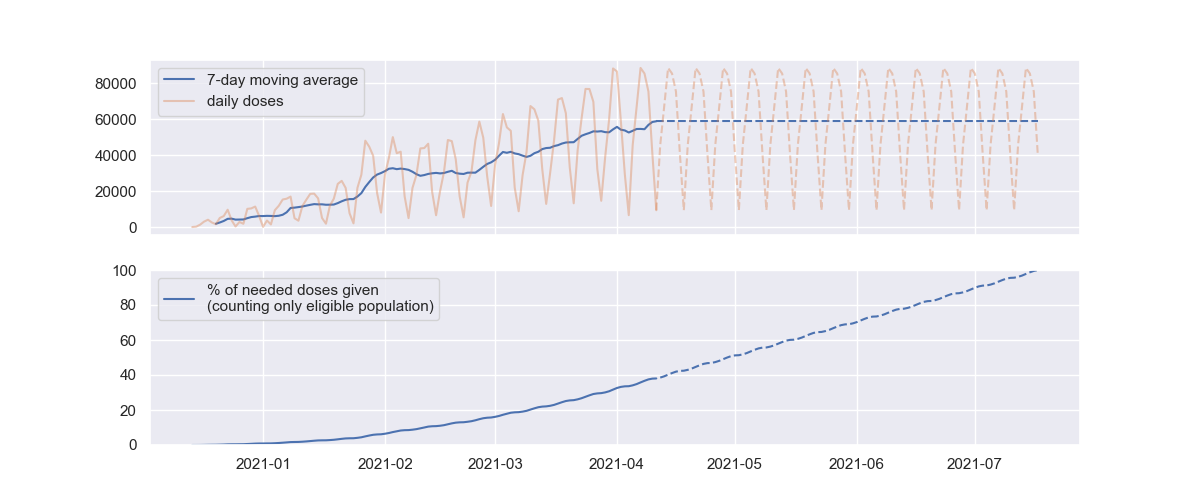 7-day moving average
daily doses
80000
60000
40000
20000
0
% of needed doses given
(counting only eligible population)
100
80
60
40
20
0
2021-01 2021-02 2021-03 2021-04 2021-05 2021-06 2021-07